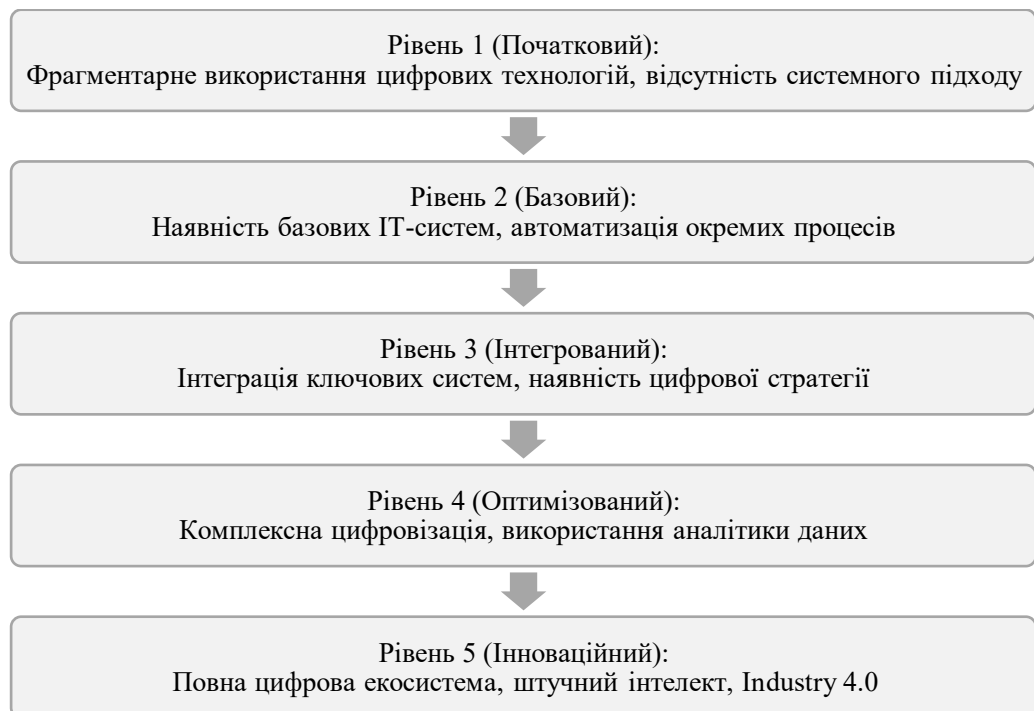 Рівень 1 (Початковий):
Фрагментарне використання цифрових технологій, відсутність системного підходу
Рівень 2 (Базовий):
Наявність базових ІТ-систем, автоматизація окремих процесів
Рівень 3 (Інтегрований):
Інтеграція ключових систем, наявність цифрової стратегії
Рівень 4 (Оптимізований):
Комплексна цифровізація, використання аналітики даних
Рівень 5 (Інноваційний):
Повна цифрова екосистема, штучний інтелект, Industry 4.0